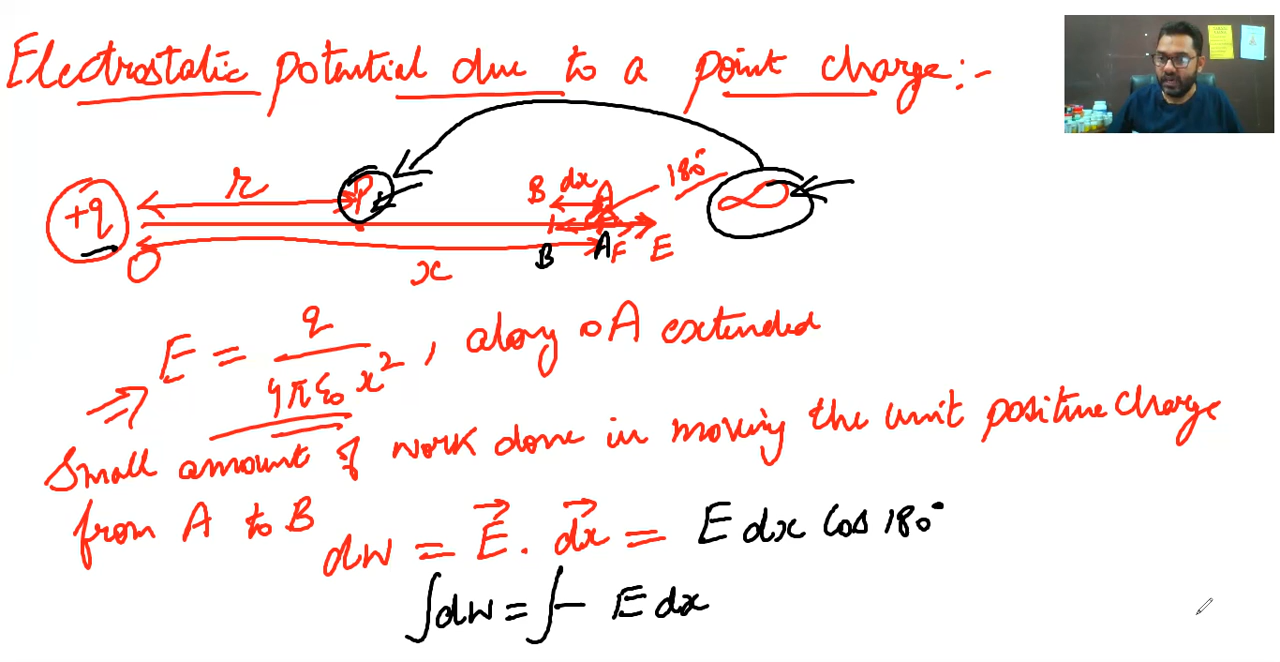 Electrostatic potential due to a point charge:-
+q r P B dx A 180° ∞
O x B A F E
⇒ E = q / 4πε₀x² , along OA extended
Small amount of work done in moving the unit positive charge
from A to B
dw = E⃗ . dx⃗ = E dx cos 180°
∫dw = ∫- E dx